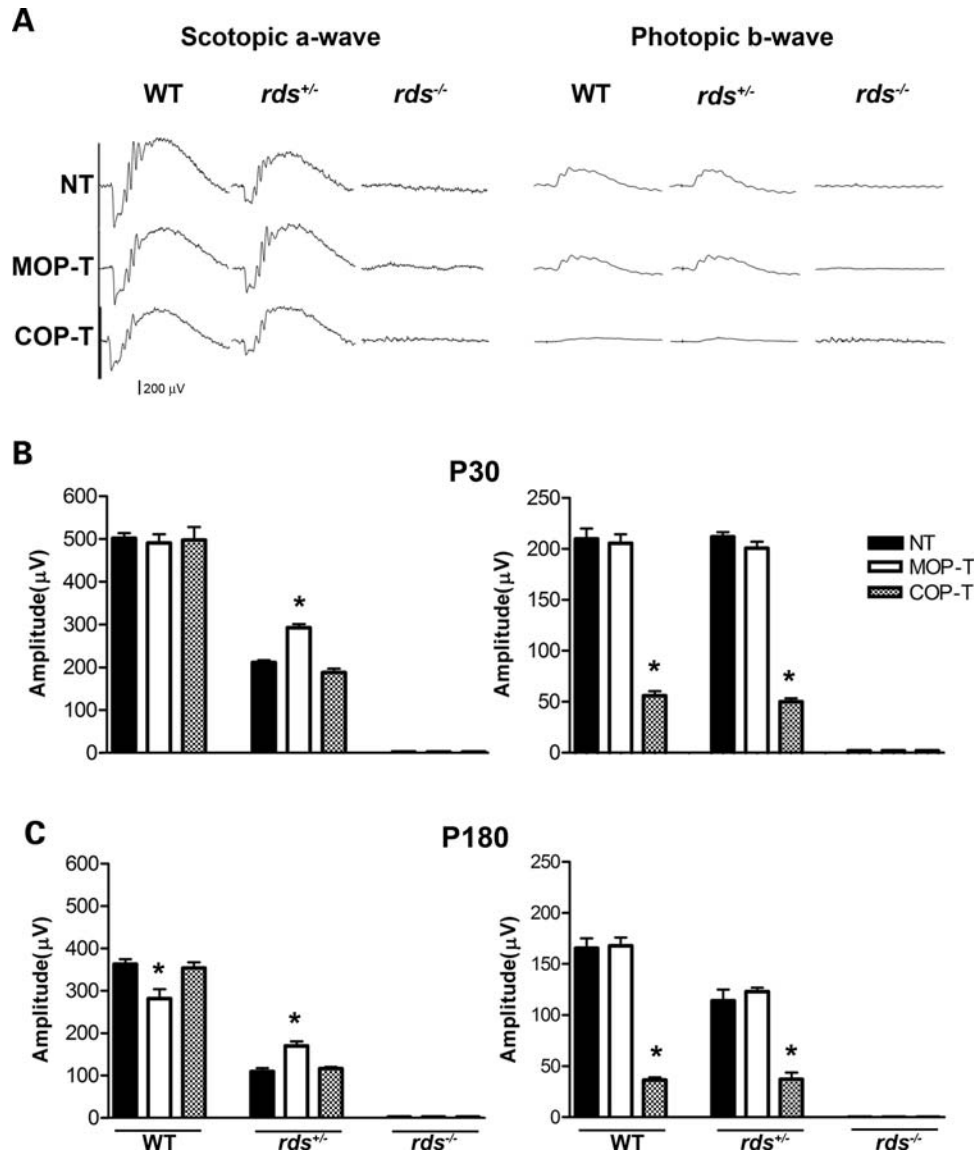 A
Scotopic a-wave Photopic b-wave
WT rds+/- rds-/- WT rds+/- rds-/-
NT
MOP-T
COP-T
200 μV
B
P30
Amplitude(μV)
600
500
400
300
200
100
0
*
Amplitude(μV)
250
200
150
100
50
0
* *
NT
MOP-T
COP-T
C
P180
Amplitude(μV)
600
500
400
300
200
100
0
* *
WT rds+/- rds-/-
Amplitude(μV)
250
200
150
100
50
0
* *
WT rds+/- rds-/-